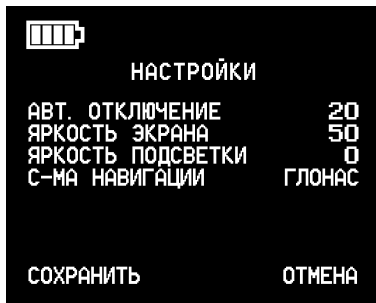 НАСТРОЙКИ
АВТ. ОТКЛЮЧЕНИЕ 20
ЯРКОСТЬ ЭКРАНА 50
ЯРКОСТЬ ПОДСВЕТКИ 0
С-МА НАВИГАЦИИ ГЛОНАС
СОХРАНИТЬ ОТМЕНА